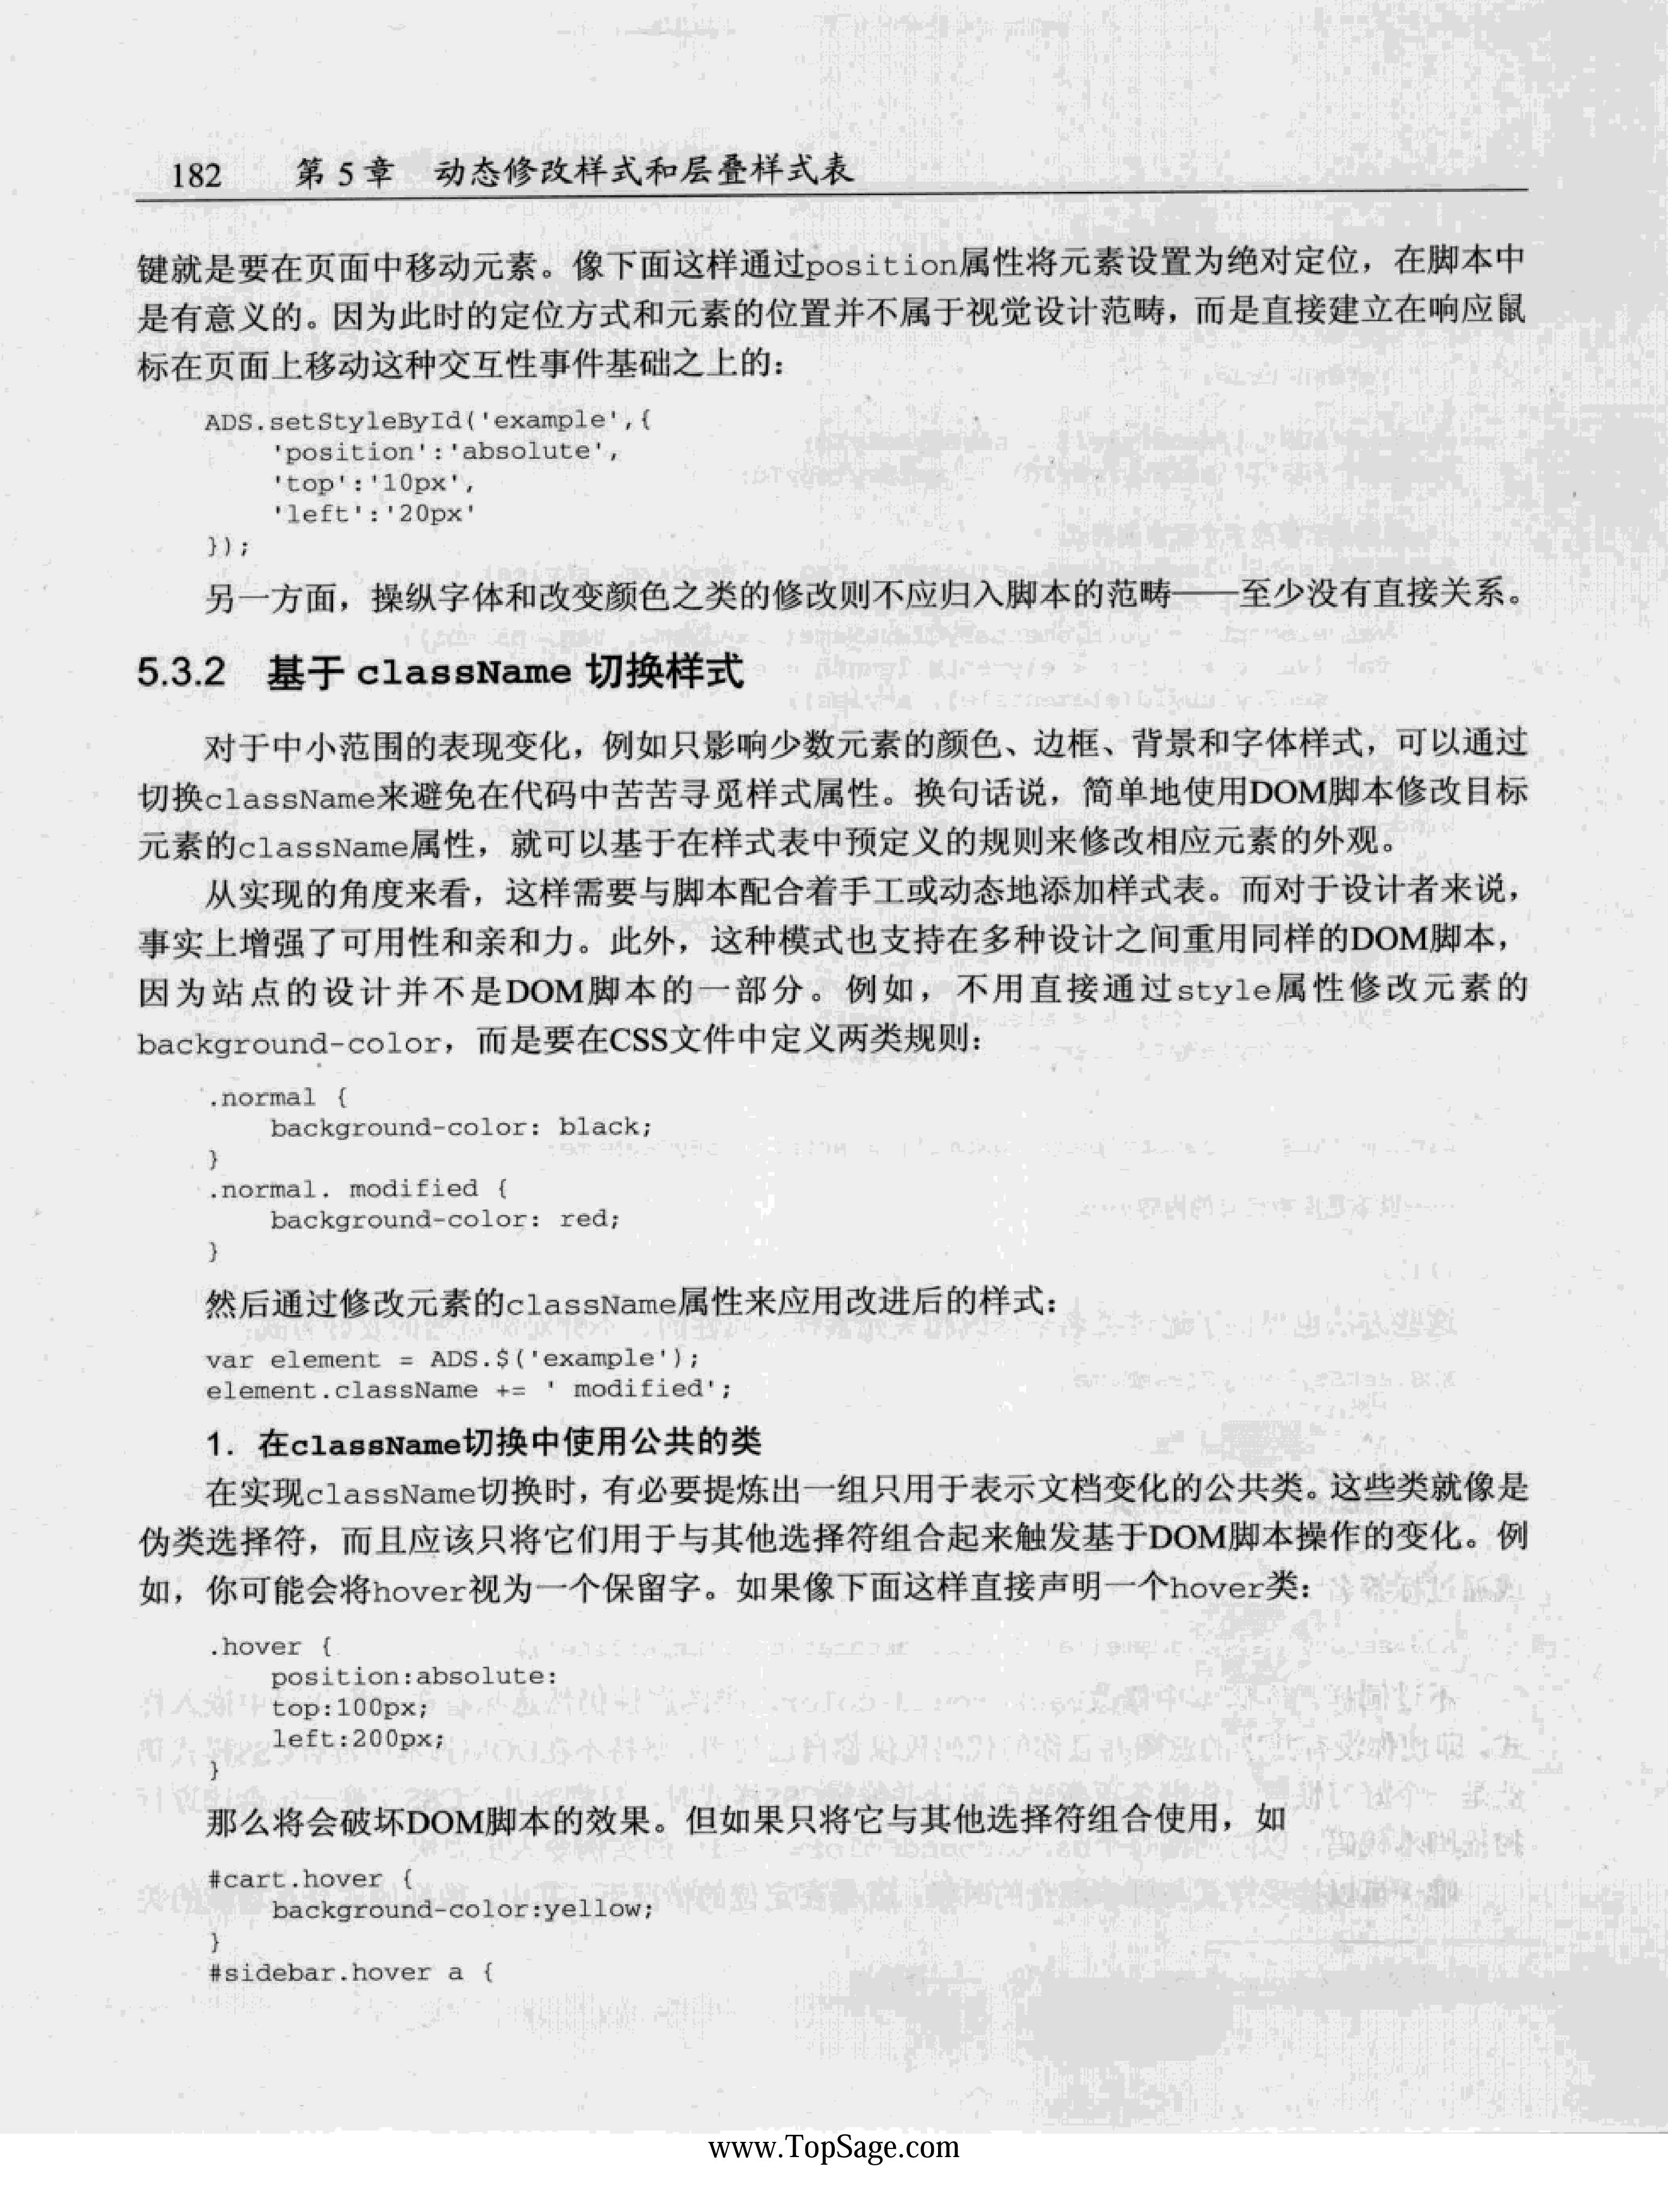 182 第 5 章 动态修改样式和层叠样式表
键就是要在页面中移动元素。像下面这样通过position属性将元素设置为绝对定位，在脚本中
是有意义的。因为此时的定位方式和元素的位置并不属于视觉设计范畴，而是直接建立在响应鼠
标在页面上移动这种交互性事件基础之上的：
ADS.setStyleById('example',{
    'position':'absolute',
    'top':'10px',
    'left':'20px'
});
另一方面，操纵字体和改变颜色之类的修改则不应归入脚本的范畴——至少没有直接关系。
5.3.2 基于 className 切换样式
对于中小范围的表现变化，例如只影响少数元素的颜色、边框、背景和字体样式，可以通过
切换className来避免在代码中苦苦寻觅样式属性。换句话说，简单地使用DOM脚本修改目标
元素的className属性，就可以基于在样式表中预定义的规则来修改相应元素的外观。
从实现的角度来看，这样需要与脚本配合着手工或动态地添加样式表。而对于设计者来说，
事实上增强了可用性和亲和力。此外，这种模式也支持在多种设计之间重用同样的DOM脚本，
因为站点的设计并不是DOM脚本的一部分。例如，不用直接通过style属性修改元素的
background-color，而是要在CSS文件中定义两类规则：
.normal {
    background-color: black;
}
.normal. modified {
    background-color: red;
}
然后通过修改元素的className属性来应用改进后的样式：
var element = ADS.$('example');
element.className += ' modified';
1. 在className切换中使用公共的类
在实现className切换时，有必要提炼出一组只用于表示文档变化的公共类。这些类就像是
伪类选择符，而且应该只将它们用于与其他选择符组合起来触发基于DOM脚本操作的变化。例
如，你可能会将hover视为一个保留字。如果像下面这样直接声明一个hover类：
.hover {
    position:absolute:
    top:100px;
    left:200px;
}
那么将会破坏DOM脚本的效果。但如果只将它与其他选择符组合使用，如
#cart.hover {
    background-color:yellow;
}
#sidebar.hover a {
www.TopSage.com